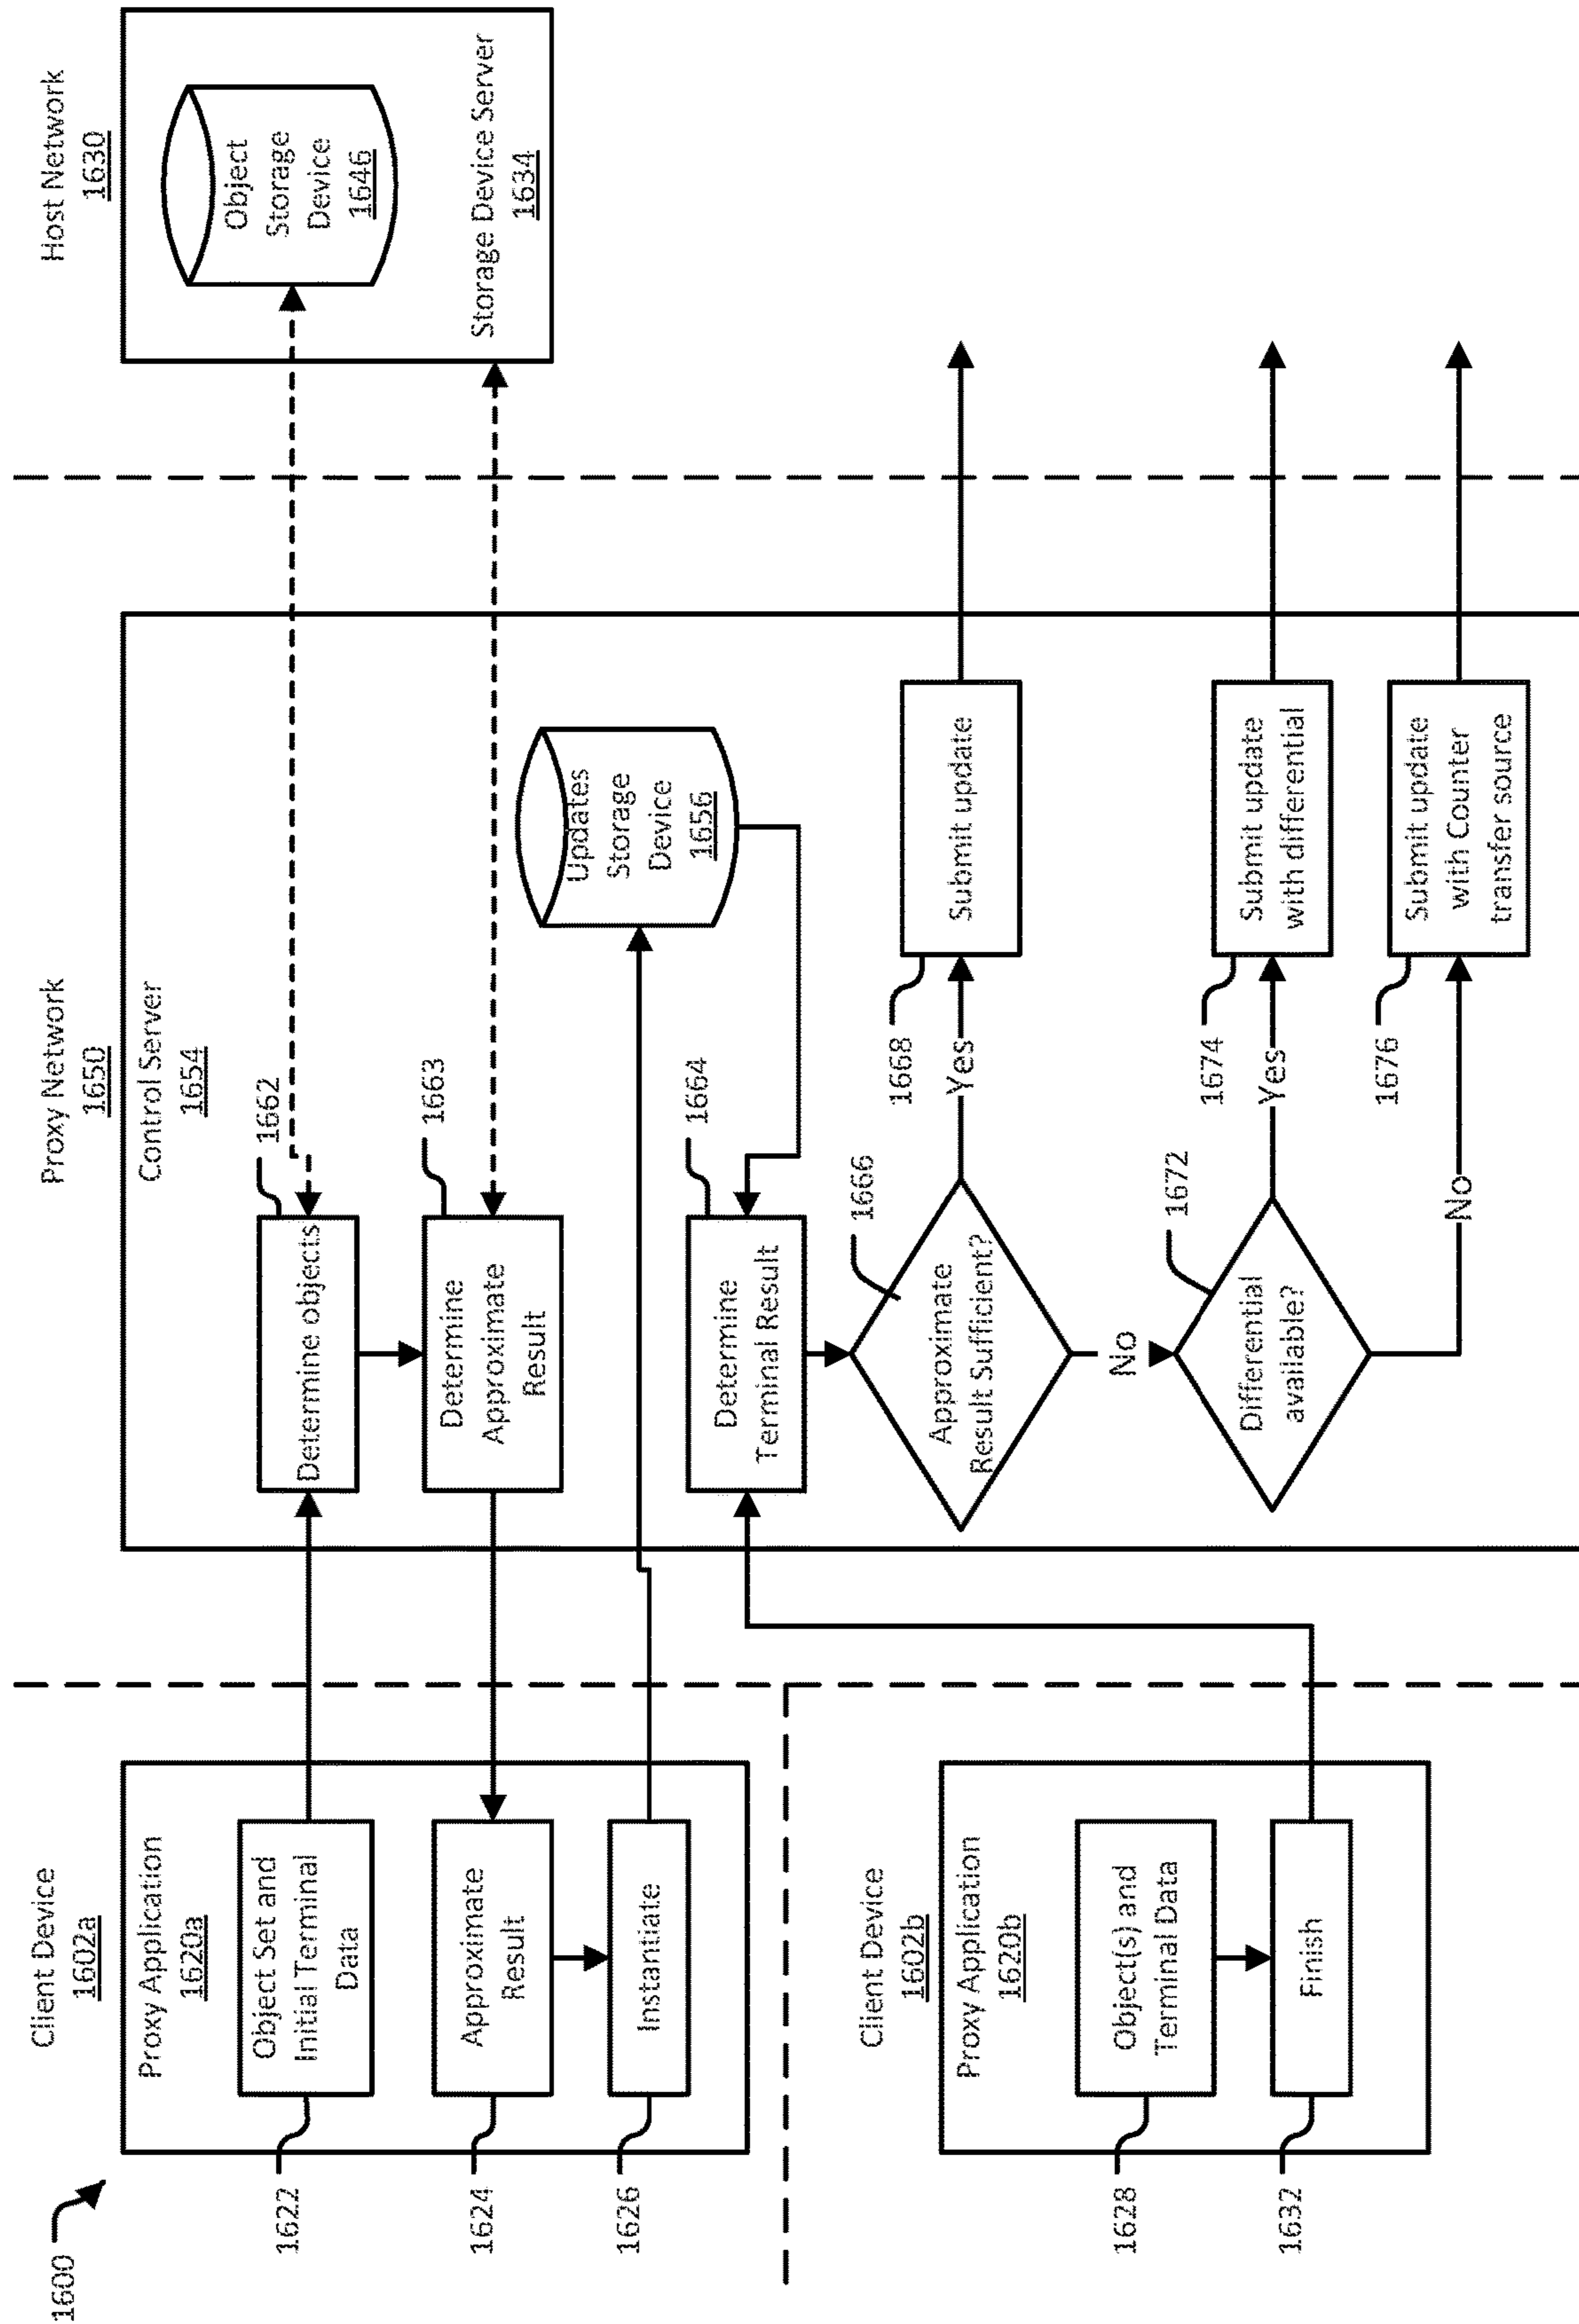 1600
Client Device
1602a
Proxy Application
1620a
Object Set and
Initial Terminal
Data
1622
Approximate
Result
1624
Instantiate
1626
Client Device
1602b
Proxy Application
1620b
Object(s) and
Terminal Data
1628
Finish
1632
Proxy Network
1650
Control Server
1654
1662
Determine objects
1663
Determine
Approximate
Result
Updates
Storage
Device
1656
1664
Determine
Terminal Result
1666
Approximate
Result Sufficient?
Yes
1668
Submit update
No
1672
Differential
available?
Yes
1674
Submit update
with differential
No
1676
Submit update
with Counter
transfer source
Host Network
1630
Object
Storage
Device
1646
Storage Device Server
1634